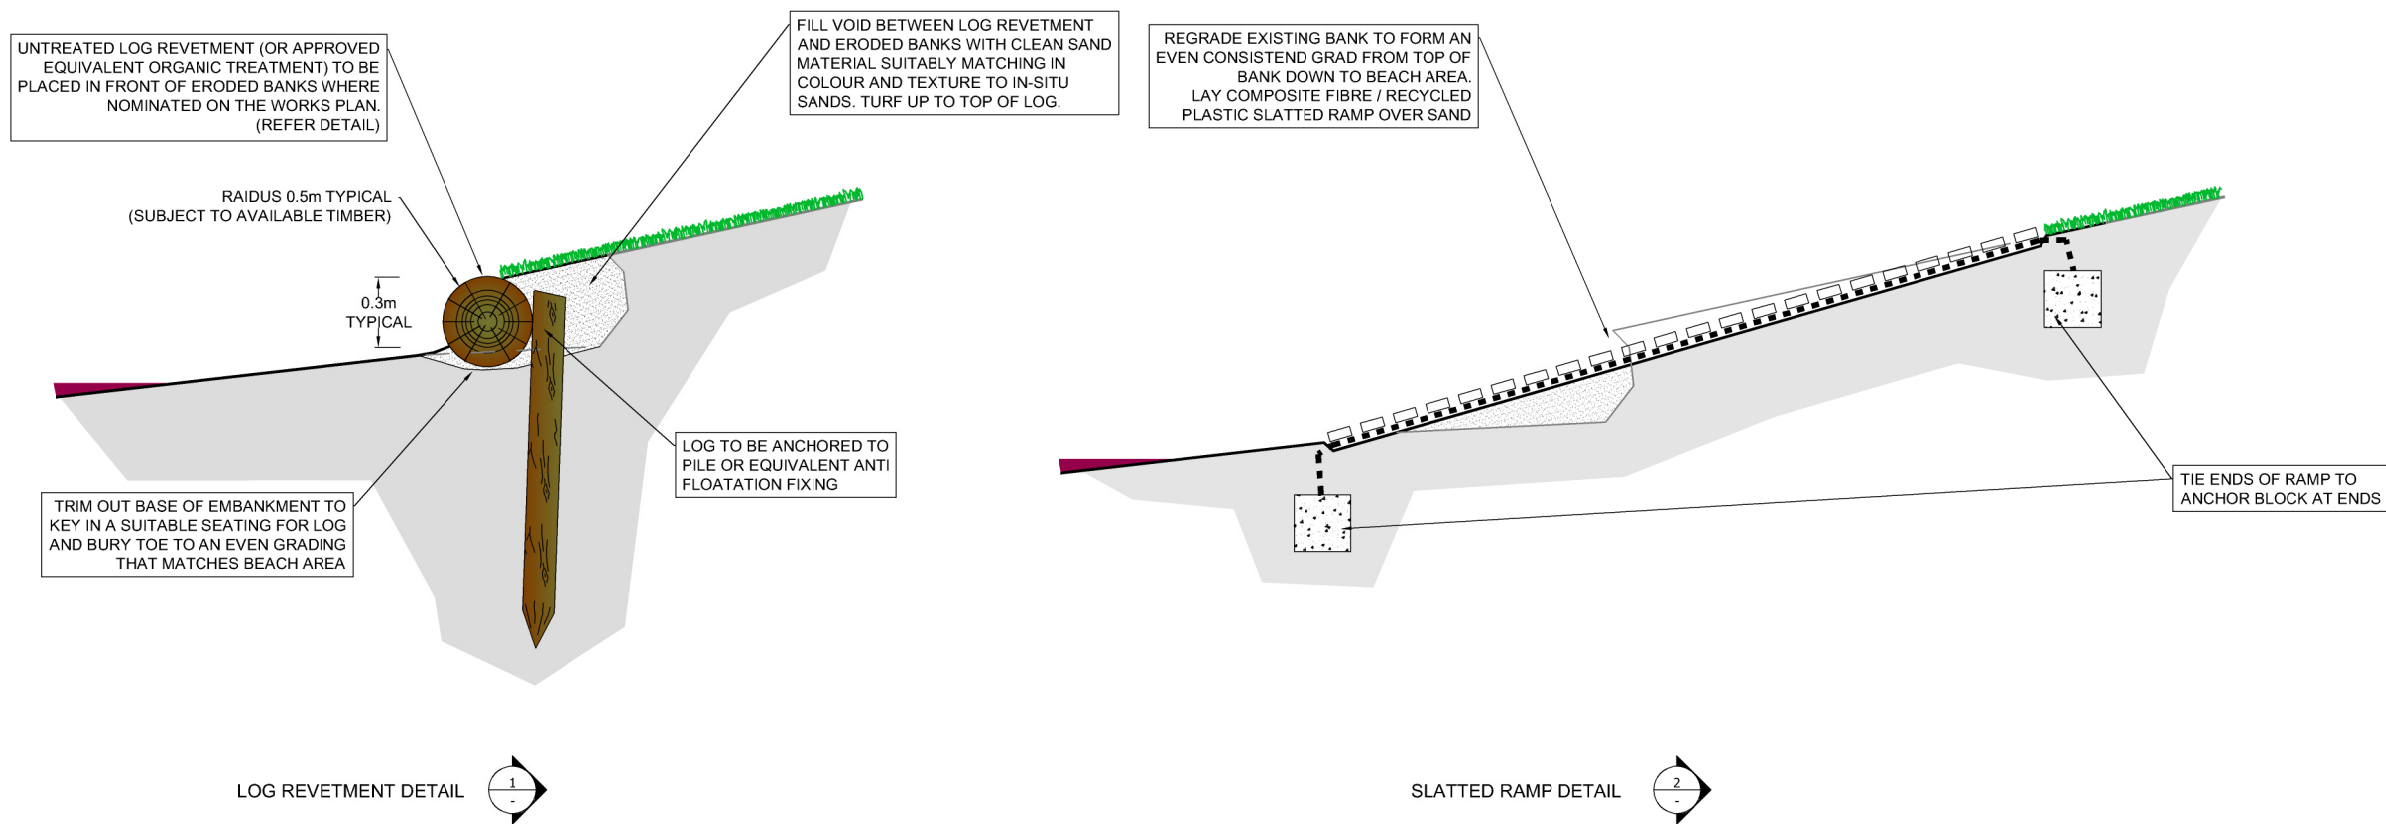 UNTREATED LOG REVETMENT (OR APPROVED
EQUIVALENT ORGANIC TREATMENT) TO BE
PLACED IN FRONT OF ERODED BANKS WHERE
NOMINATED ON THE WORKS PLAN.
(REFER DETAIL)
RAIDUS 0.5m TYPICAL
(SUBJECT TO AVAILABLE TIMBER)
0.3m
TYPICAL
FILL VOID BETWEEN LOG REVETMENT
AND ERODED BANKS WITH CLEAN SAND
MATERIAL SUITABLY MATCHING IN
COLOUR AND TEXTURE TO IN-SITU
SANDS. TURF UP TO TOP OF LOG.
LOG TO BE ANCHORED TO
PILE OR EQUIVALENT ANTI
FLOATATION FIXING
TRIM OUT BASE OF EMBANKMENT TO
KEY IN A SUITABLE SEATING FOR LOG
AND BURY TOE TO AN EVEN GRADING
THAT MATCHES BEACH AREA
LOG REVETMENT DETAIL
1
-
REGRADE EXISTING BANK TO FORM AN
EVEN CONSISTEND GRAD FROM TOP OF
BANK DOWN TO BEACH AREA.
LAY COMPOSITE FIBRE / RECYCLED
PLASTIC SLATTED RAMP OVER SAND
TIE ENDS OF RAMP TO
ANCHOR BLOCK AT ENDS
SLATTED RAMP DETAIL
2
-